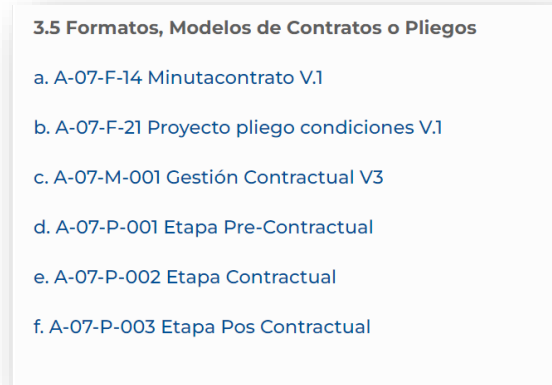 3.5 Formatos, Modelos de Contratos o Pliegos
a. A-07-F-14 Minutacontrato V.1
b. A-07-F-21 Proyecto pliego condiciones V.1
c. A-07-M-001 Gestión Contractual V3
d. A-07-P-001 Etapa Pre-Contractual
e. A-07-P-002 Etapa Contractual
f. A-07-P-003 Etapa Pos Contractual